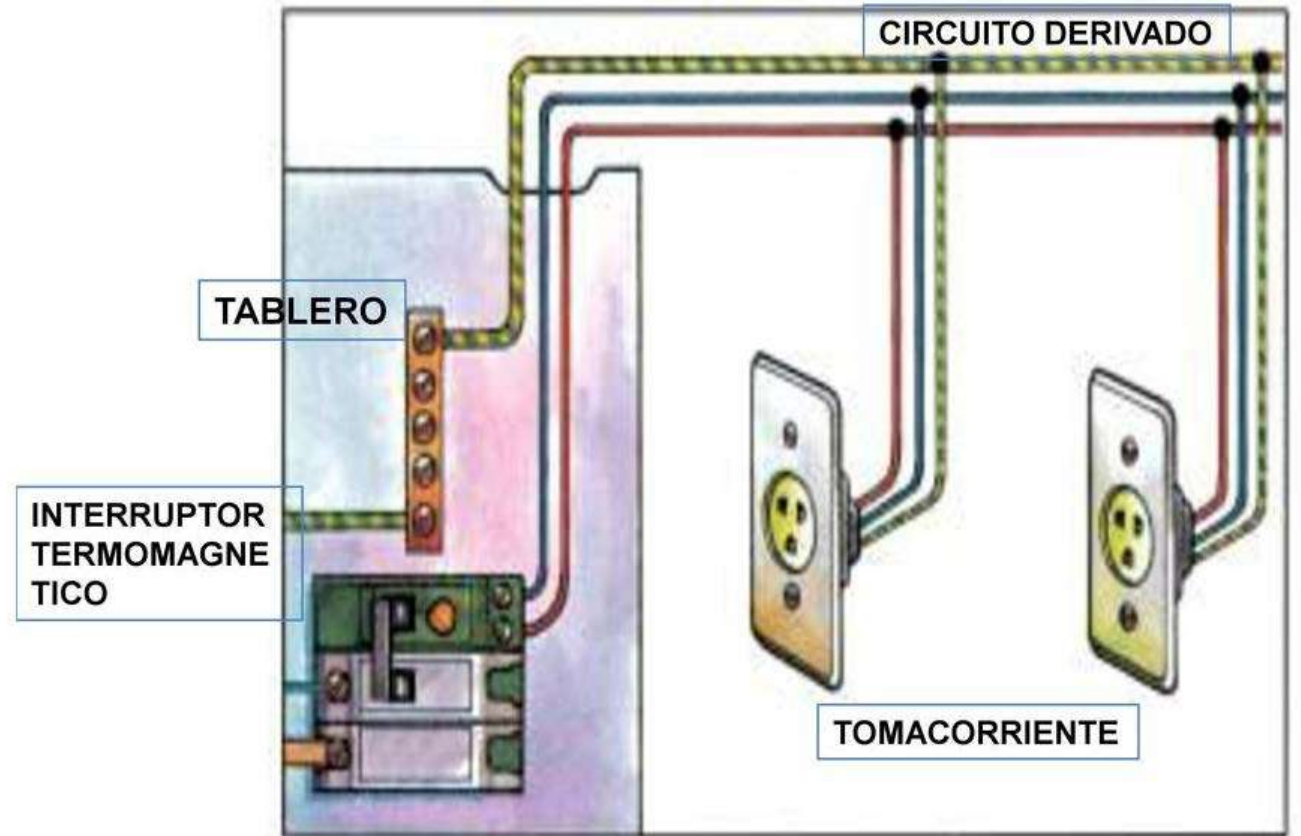 CIRCUITO DERIVADO
TABLERO
INTERRUPTOR
TERMOMAGNE
TICO
TOMACORRIENTE